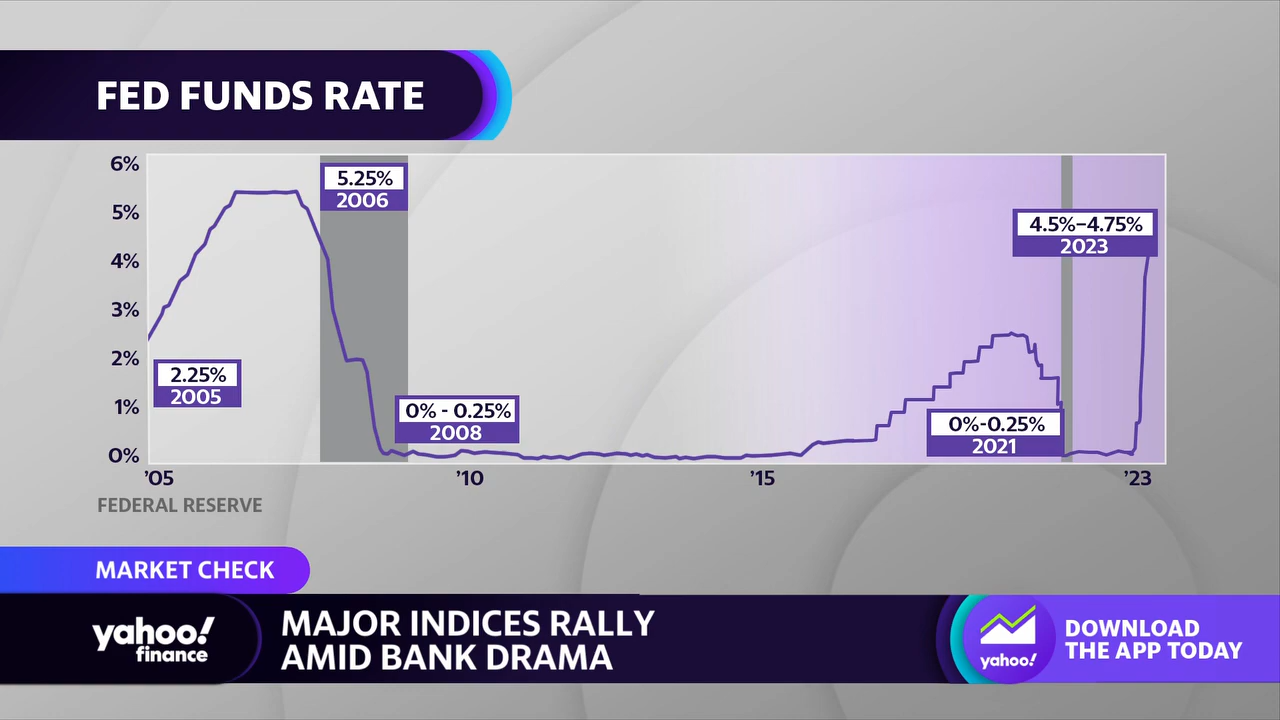 FED FUNDS RATE
6%
5%
4%
3%
2%
1%
0%
5.25%
2006
4.5%–4.75%
2023
2.25%
2005
0% - 0.25%
2008
0%-0.25%
2021
’05
’10
’15
’23
FEDERAL RESERVE
MARKET CHECK
yahoo!
finance
MAJOR INDICES RALLY
AMID BANK DRAMA
yahoo!
DOWNLOAD
THE APP TODAY